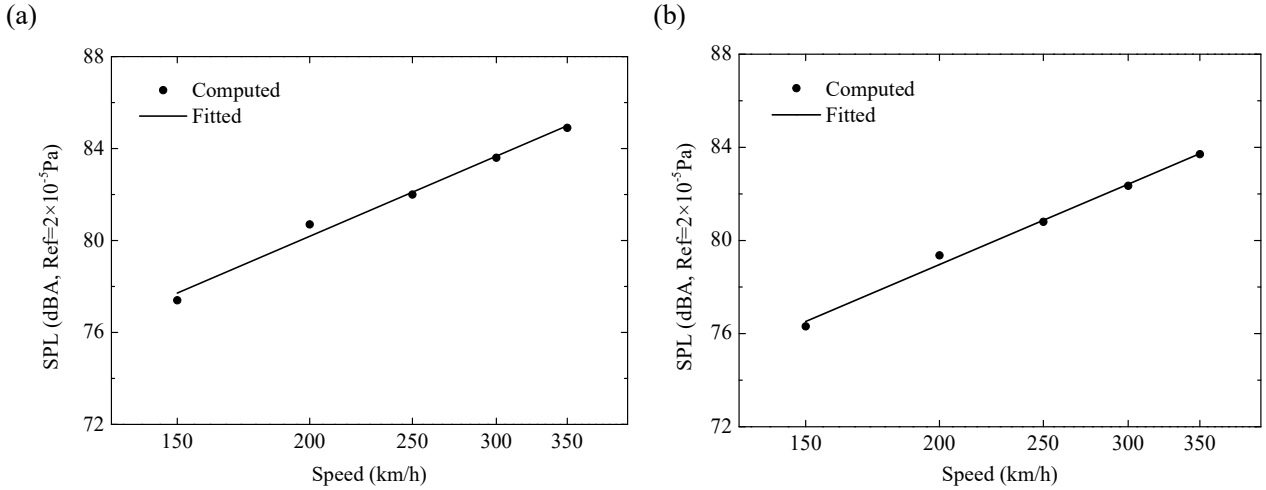 (a)
88
84
80
76
72
SPL (dBA, Ref=2×10⁻⁵Pa)
Computed
Fitted
150 200 250 300 350
Speed (km/h)
(b)
88
84
80
76
72
SPL (dBA, Ref=2×10⁻⁵Pa)
Computed
Fitted
150 200 250 300 350
Speed (km/h)